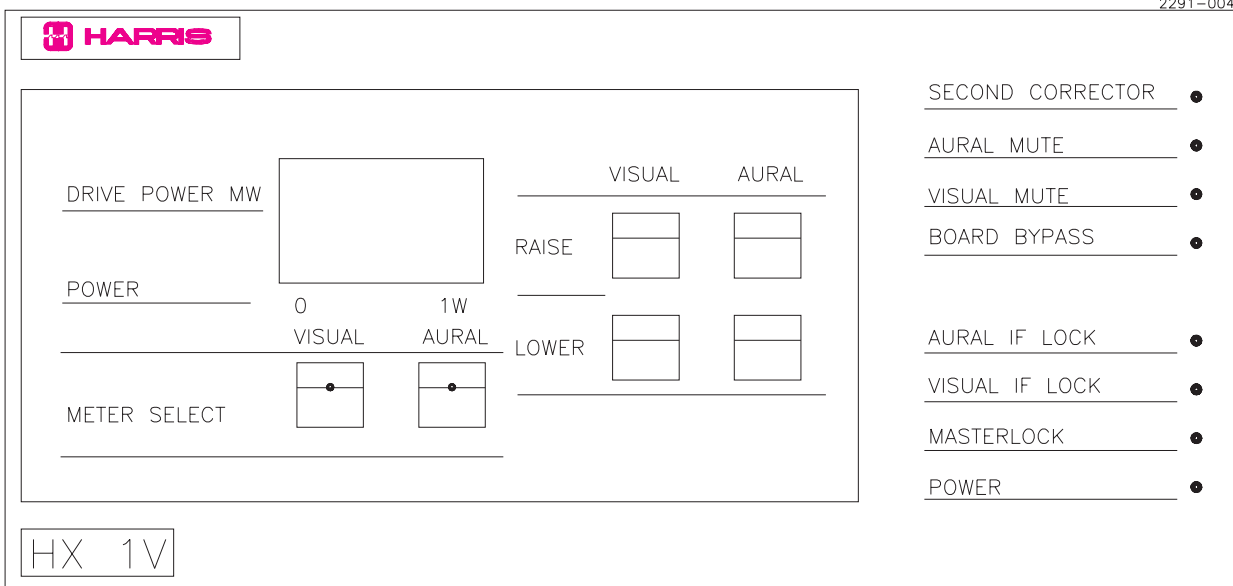 2291-004
HARRIS
SECOND CORRECTOR
AURAL MUTE
VISUAL MUTE
BOARD BYPASS
DRIVE POWER MW
POWER
0 1W
VISUAL AURAL
METER SELECT
VISUAL AURAL
RAISE
LOWER
AURAL IF LOCK
VISUAL IF LOCK
MASTERLOCK
POWER
HX 1V